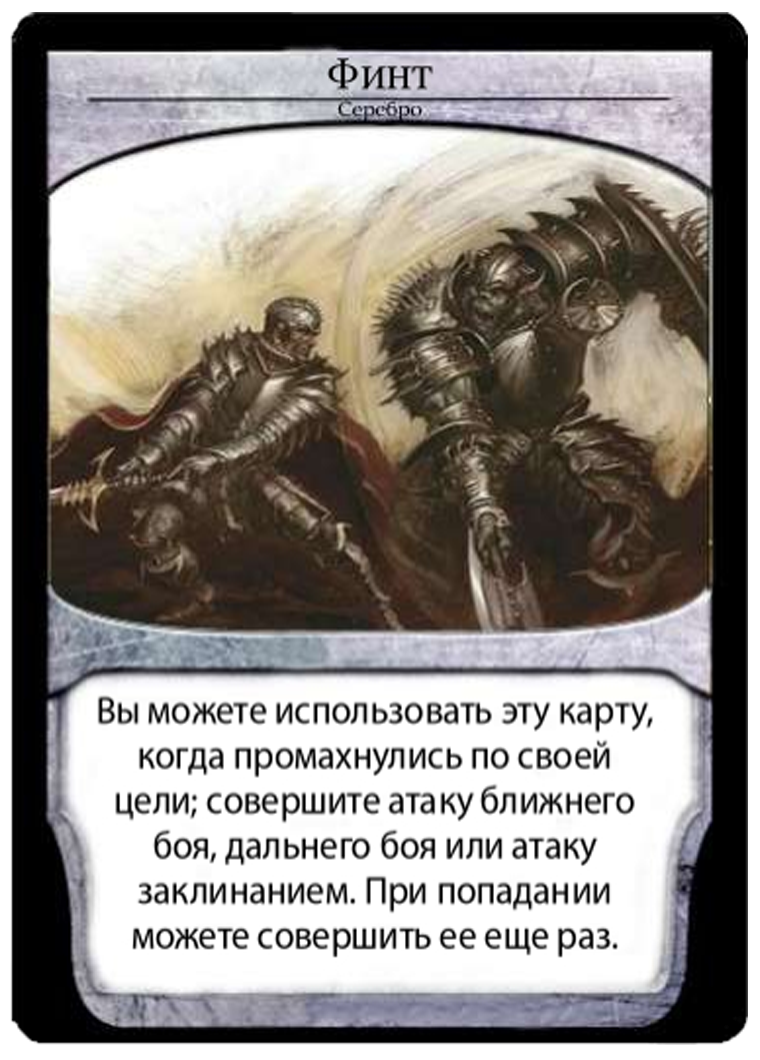 Финт
Серебро
Вы можете использовать эту карту,
когда промахнулись по своей
цели; совершите атаку ближнего
боя, дальнего боя или атаку
заклинанием. При попадании
можете совершить ее еще раз.